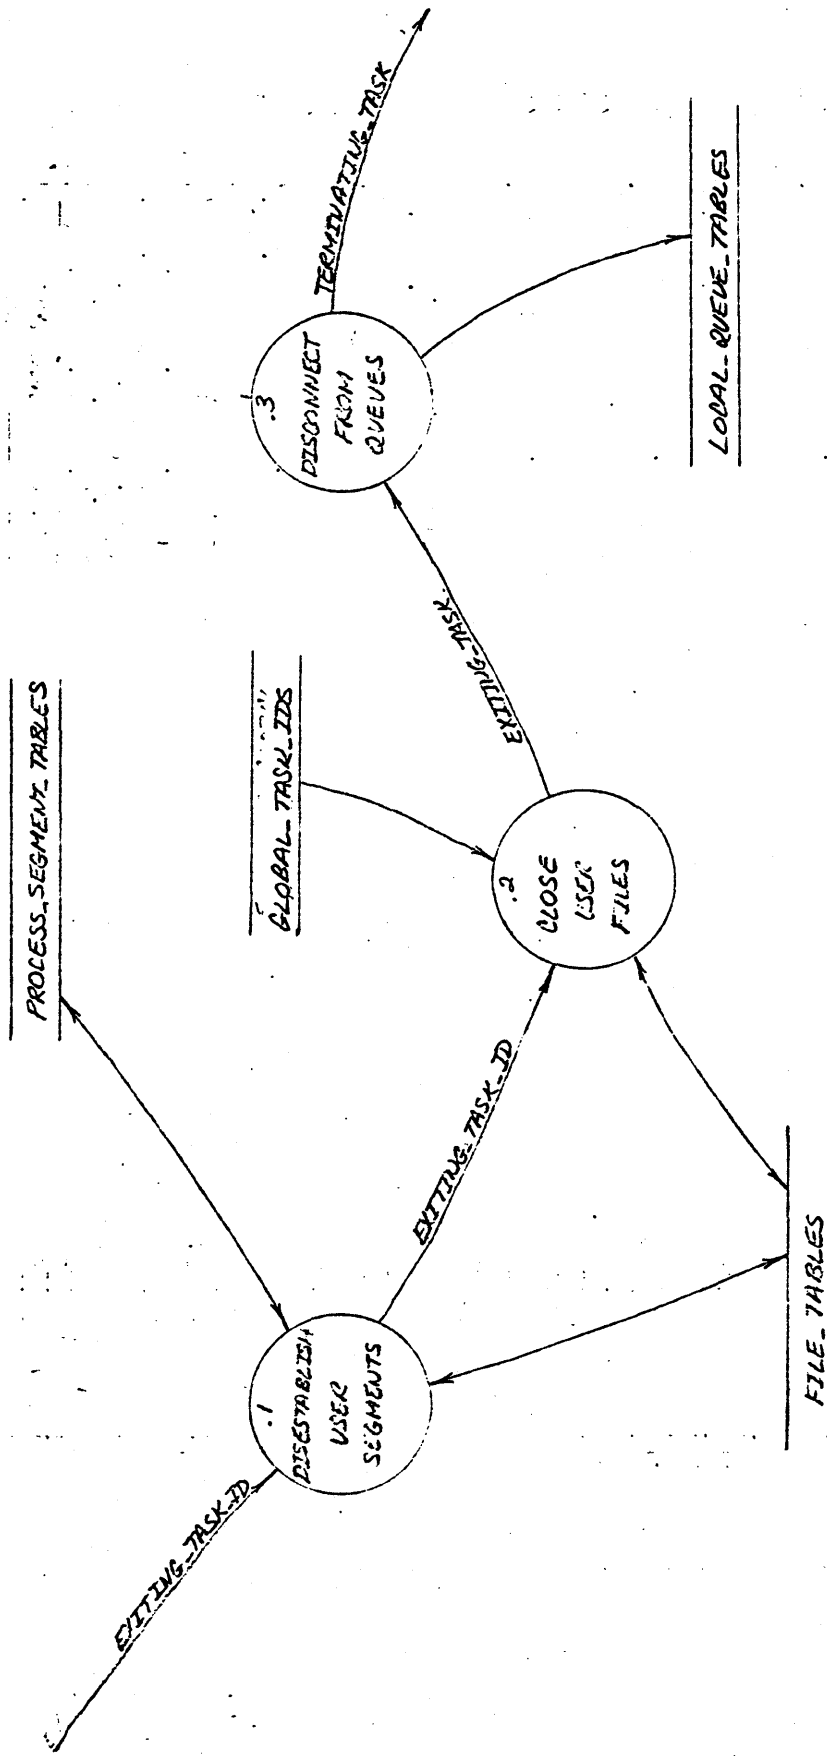 EXITING_TASK_ID
.1
DISESTABLISH
USER
SEGMENTS
PROCESS_SEGMENT_TABLES
EXITING_TASK_ID
FILE_TABLES
GLOBAL_TASK_IDS
.2
CLOSE
USER
FILES
EXITING_TASK
.3
DISCONNECT
FROM
QUEUES
TERMINATING_TASK
LOCAL_QUEUE_TABLES